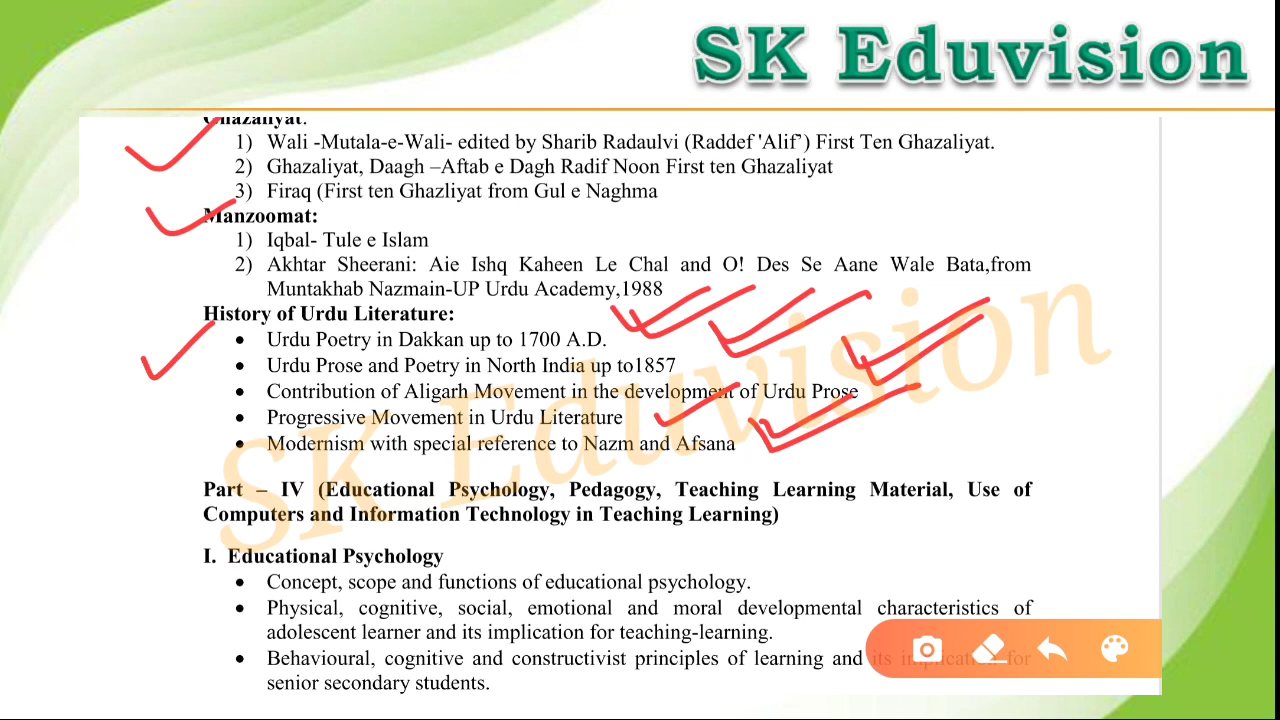 SK Eduvision
Ghazaliyat:
1) Wali -Mutala-e-Wali- edited by Sharib Radaulvi (Raddef 'Alif') First Ten Ghazaliyat.
2) Ghazaliyat, Daagh –Aftab e Dagh Radif Noon First ten Ghazaliyat
3) Firaq (First ten Ghazliyat from Gul e Naghma
Manzoomat:
1) Iqbal- Tule e Islam
2) Akhtar Sheerani: Aie Ishq Kaheen Le Chal and O! Des Se Aane Wale Bata,from
Muntakhab Nazmain-UP Urdu Academy,1988
History of Urdu Literature:
• Urdu Poetry in Dakkan up to 1700 A.D.
• Urdu Prose and Poetry in North India up to1857
• Contribution of Aligarh Movement in the development of Urdu Prose
• Progressive Movement in Urdu Literature
• Modernism with special reference to Nazm and Afsana
SK Eduvision
Part – IV (Educational Psychology, Pedagogy, Teaching Learning Material, Use of
Computers and Information Technology in Teaching Learning)
I. Educational Psychology
• Concept, scope and functions of educational psychology.
• Physical, cognitive, social, emotional and moral developmental characteristics of
adolescent learner and its implication for teaching-learning.
• Behavioural, cognitive and constructivist principles of learning and its implication for
senior secondary students.